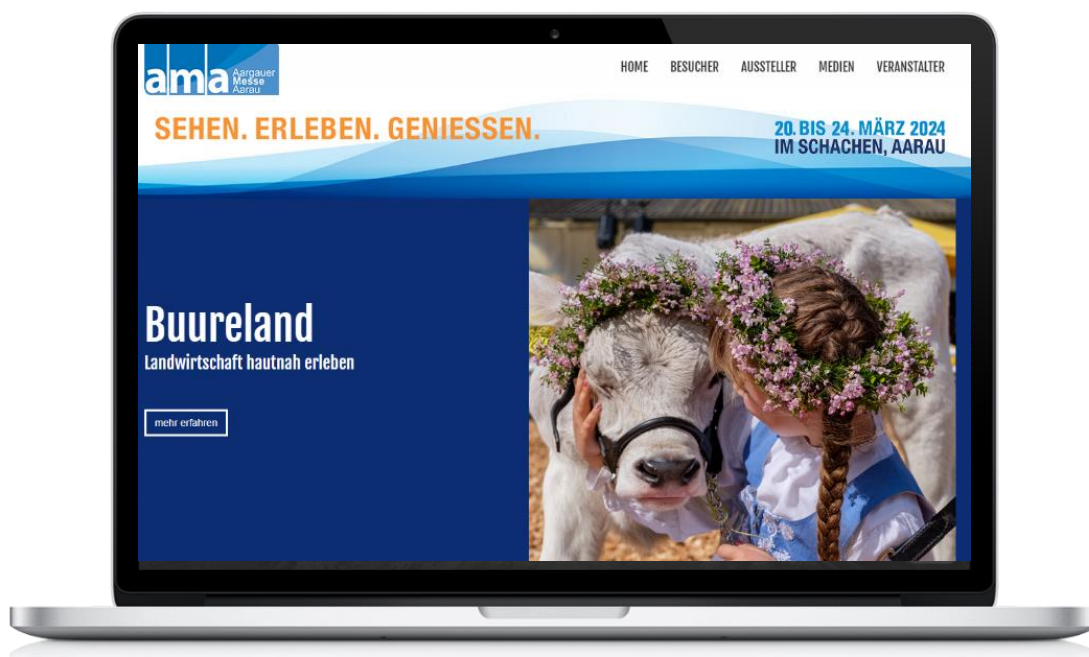 ama Aargauer
Messe
Aarau
HOME BESUCHER AUSSTELLER MEDIEN VERANSTALTER
SEHEN. ERLEBEN. GENIESSEN.
20. BIS 24. MÄRZ 2024
IM SCHACHEN, AARAU
Buureland
Landwirtschaft hautnah erleben
mehr erfahren